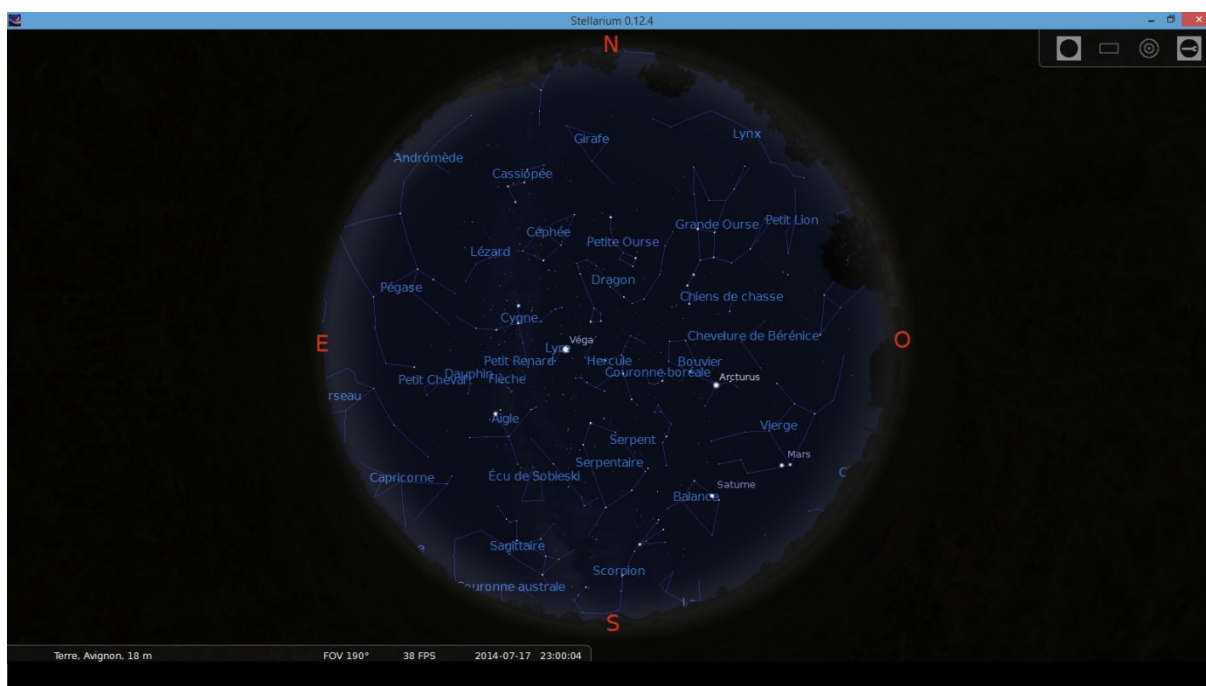 Stellarium 0.12.4
N
Girafe
Lynx
Andromède
Cassiopée
Grande Ourse
Petit Lion
Céphée
Petite Ourse
Lézard
Dragon
Pégase
Chiens de chasse
Cygne
E
Véga
Chevelure de Bérénice
O
Petit Renard
Hercule
Bouvier
Couronne boréale
Dauphin
Petit Cheval
Flèche
Arcturus
rseau
Aigle
Vierge
Serpent
Mars
Serpentaire
Capricorne
Écu de Sobieski
C
Saturne
Balance
Sagittaire
e
Scorpion
ouronne australe
S
Terre, Avignon, 18 m FOV 190° 38 FPS 2014-07-17 23:00:04